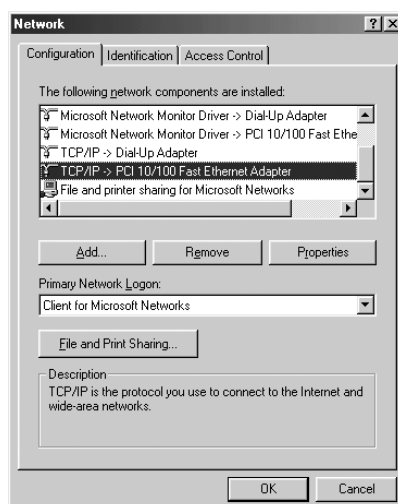 Network
Configuration Identification Access Control
The following network components are installed:
Microsoft Network Monitor Driver -> Dial-Up Adapter
Microsoft Network Monitor Driver -> PCI 10/100 Fast Ethe
TCP/IP -> Dial-Up Adapter
TCP/IP -> PCI 10/100 Fast Ethernet Adapter
File and printer sharing for Microsoft Networks
Add... Remove Properties
Primary Network Logon:
Client for Microsoft Networks
File and Print Sharing...
Description
TCP/IP is the protocol you use to connect to the Internet and
wide-area networks.
OK Cancel